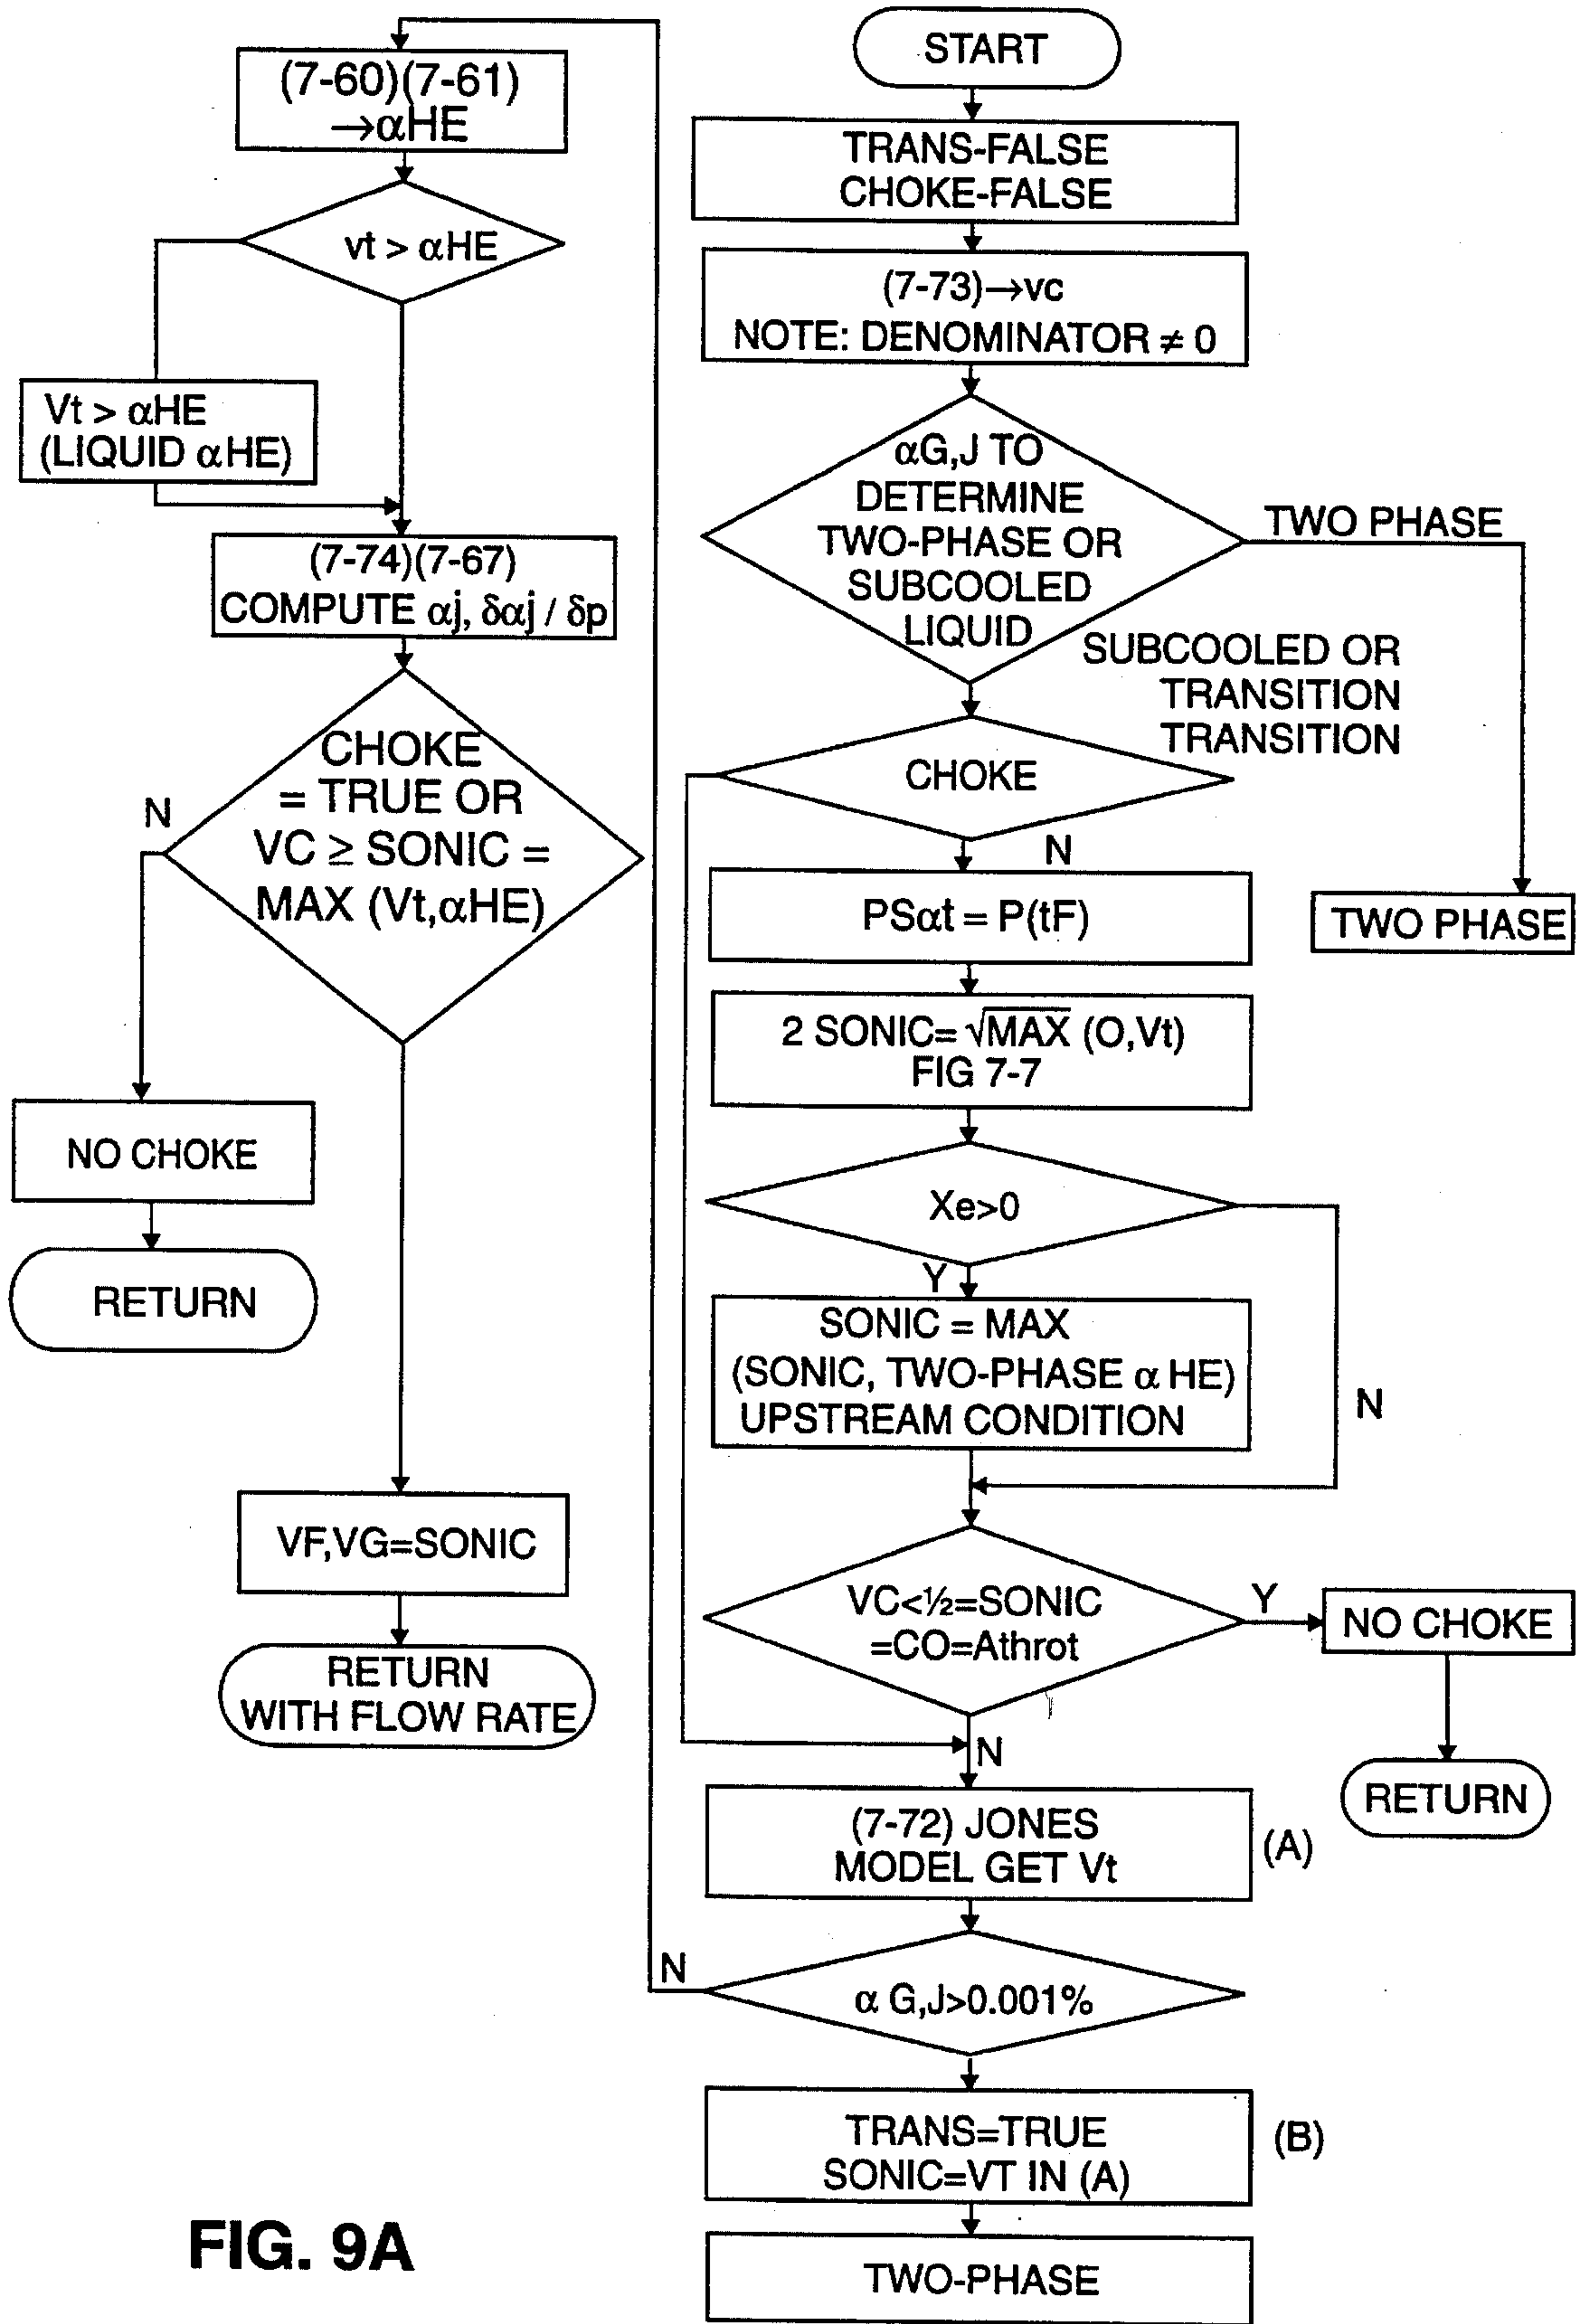 START
TRANS-FALSE
CHOKE-FALSE
(7-73)→vc
NOTE: DENOMINATOR ≠ 0
αG,J TO
DETERMINE
TWO-PHASE OR
SUBCOOLED
LIQUID
TWO PHASE
TWO PHASE
SUBCOOLED OR
TRANSITION
TRANSITION
CHOKE
N
PSαt = P(tF)
2 SONIC= √MAX (O,Vt)
FIG 7-7
Xe>0
Y
N
SONIC = MAX
(SONIC, TWO-PHASE α HE)
UPSTREAM CONDITION
VC<½=SONIC
=CO=Athrot
Y
NO CHOKE
RETURN
N
(7-72) JONES
MODEL GET Vt
(A)
α G,J>0.001%
N
TRANS=TRUE
SONIC=VT IN (A)
(B)
TWO-PHASE
(7-60)(7-61)
→αHE
vt > αHE
Vt > αHE
(LIQUID αHE)
(7-74)(7-67)
COMPUTE αj, δαj / δp
CHOKE
= TRUE OR
VC ≥ SONIC =
MAX (Vt,αHE)
N
NO CHOKE
RETURN
VF,VG=SONIC
RETURN
WITH FLOW RATE
FIG. 9A